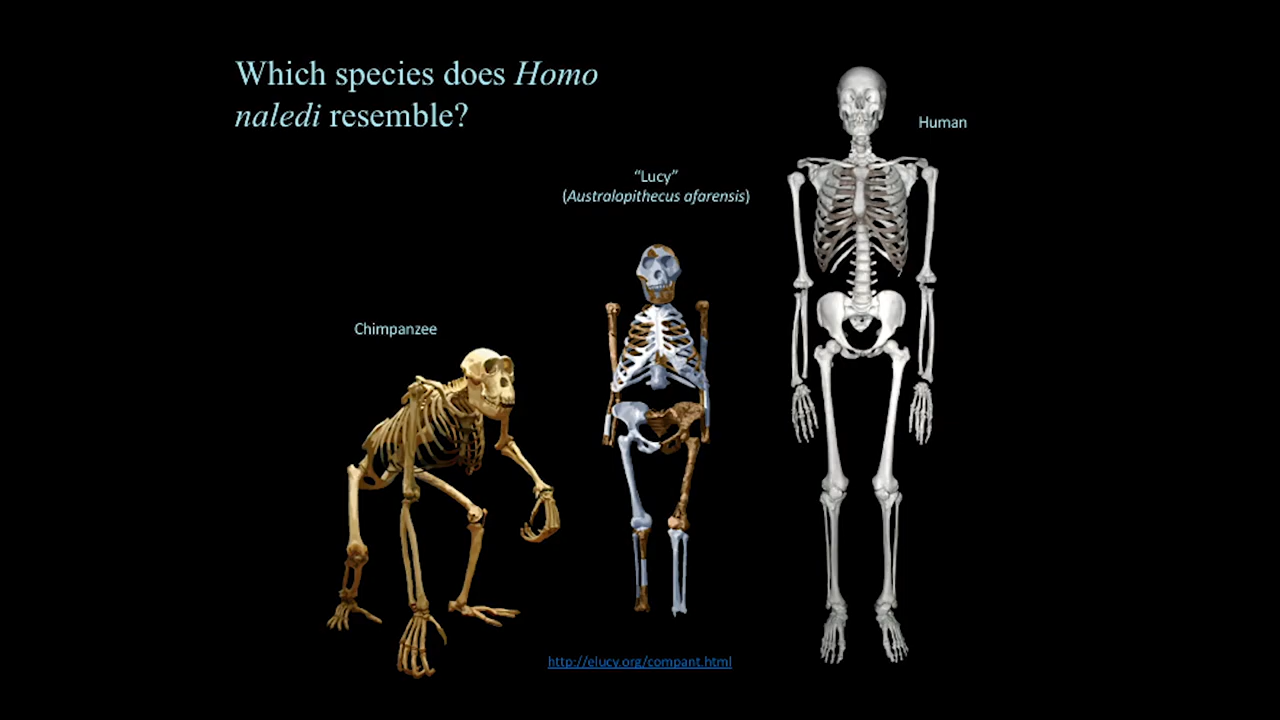 Which species does Homo
naledi resemble?
Human
"Lucy"
(Australopithecus afarensis)
Chimpanzee
http://elucy.org/compant.html